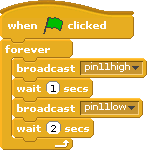 when clicked
forever
broadcast pin11high
wait 1 secs
broadcast pin11low
wait 2 secs